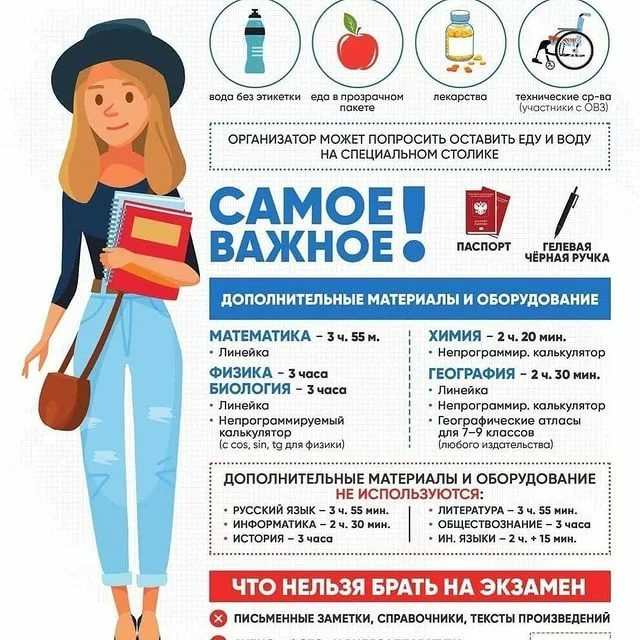 вода без этикетки
еда в прозрачном
пакете
лекарства
технические ср-ва
(участники с ОВЗ)
ОРГАНИЗАТОР МОЖЕТ ПОПРОСИТЬ ОСТАВИТЬ ЕДУ И ВОДУ
НА СПЕЦИАЛЬНОМ СТОЛИКЕ
САМОЕ
ВАЖНОЕ!
ПАСПОРТ
ГЕЛЕВАЯ
ЧЁРНАЯ РУЧКА
ДОПОЛНИТЕЛЬНЫЕ МАТЕРИАЛЫ И ОБОРУДОВАНИЕ
МАТЕМАТИКА – 3 ч. 55 м.
• Линейка
ФИЗИКА – 3 часа
БИОЛОГИЯ – 3 часа
• Линейка
• Непрограммируемый
калькулятор
(с cos, sin, tg для физики)
ХИМИЯ – 2 ч. 20 мин.
• Непрограммир. калькулятор
ГЕОГРАФИЯ – 2 ч. 30 мин.
• Линейка
• Непрограммир. калькулятор
• Географические атласы
для 7–9 классов
(любого издательства)
ДОПОЛНИТЕЛЬНЫЕ МАТЕРИАЛЫ И ОБОРУДОВАНИЕ
НЕ ИСПОЛЬЗУЮТСЯ:
• РУССКИЙ ЯЗЫК – 3 ч. 55 мин.
• ИНФОРМАТИКА – 2 ч. 30 мин.
• ИСТОРИЯ – 3 часа
• ЛИТЕРАТУРА – 3 ч. 55 мин.
• ОБЩЕСТВОЗНАНИЕ – 3 часа
• ИН. ЯЗЫКИ – 2 ч. + 15 мин.
ЧТО НЕЛЬЗЯ БРАТЬ НА ЭКЗАМЕН
ПИСЬМЕННЫЕ ЗАМЕТКИ, СПРАВОЧНИКИ, ТЕКСТЫ ПРОИЗВЕДЕНИЙ